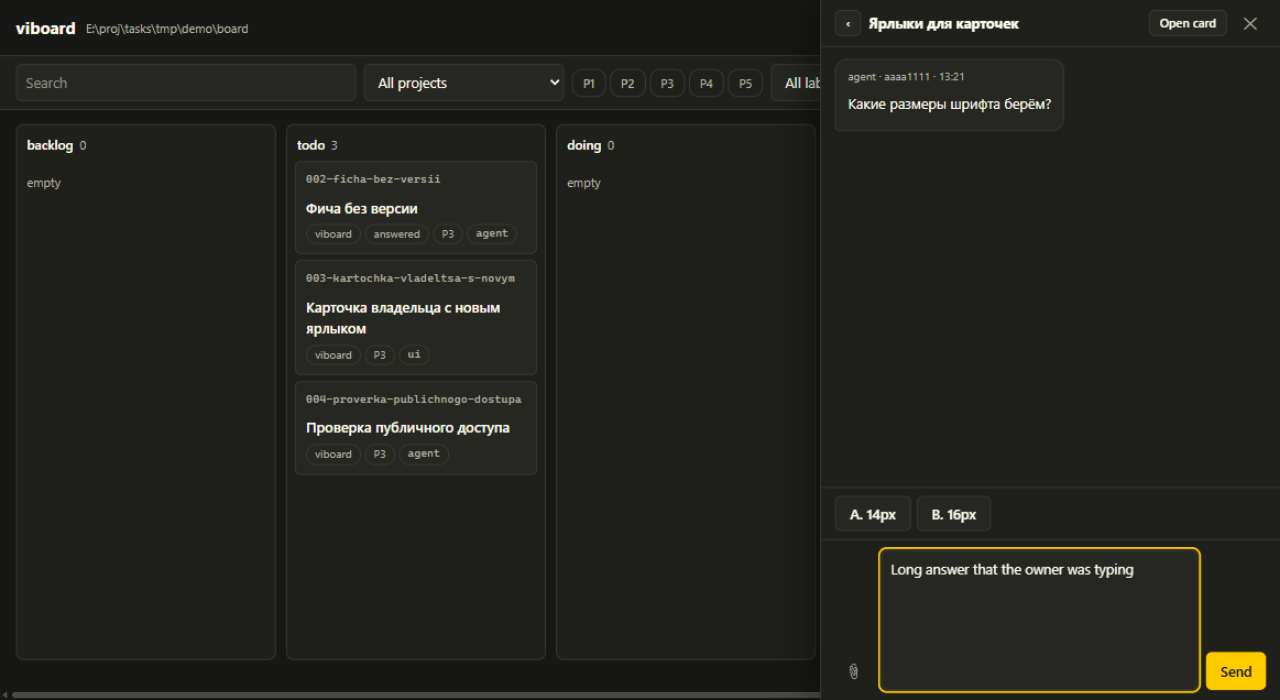 viboard E:\proj\tasks\tmp\demo\board
Search
All projects
P1 P2 P3 P4 P5
All lab
backlog 0
empty
todo 3
002-ficha-bez-versii
Фича без версии
viboard answered P3 agent
003-kartochka-vladeltsa-s-novym
Карточка владельца с новым
ярлыком
viboard P3 ui
004-proverka-publichnogo-dostupa
Проверка публичного доступа
viboard P3 agent
doing 0
empty
Ярлыки для карточек
Open card
agent · aaaa1111 · 13:21
Какие размеры шрифта берём?
A. 14px B. 16px
Long answer that the owner was typing
Send